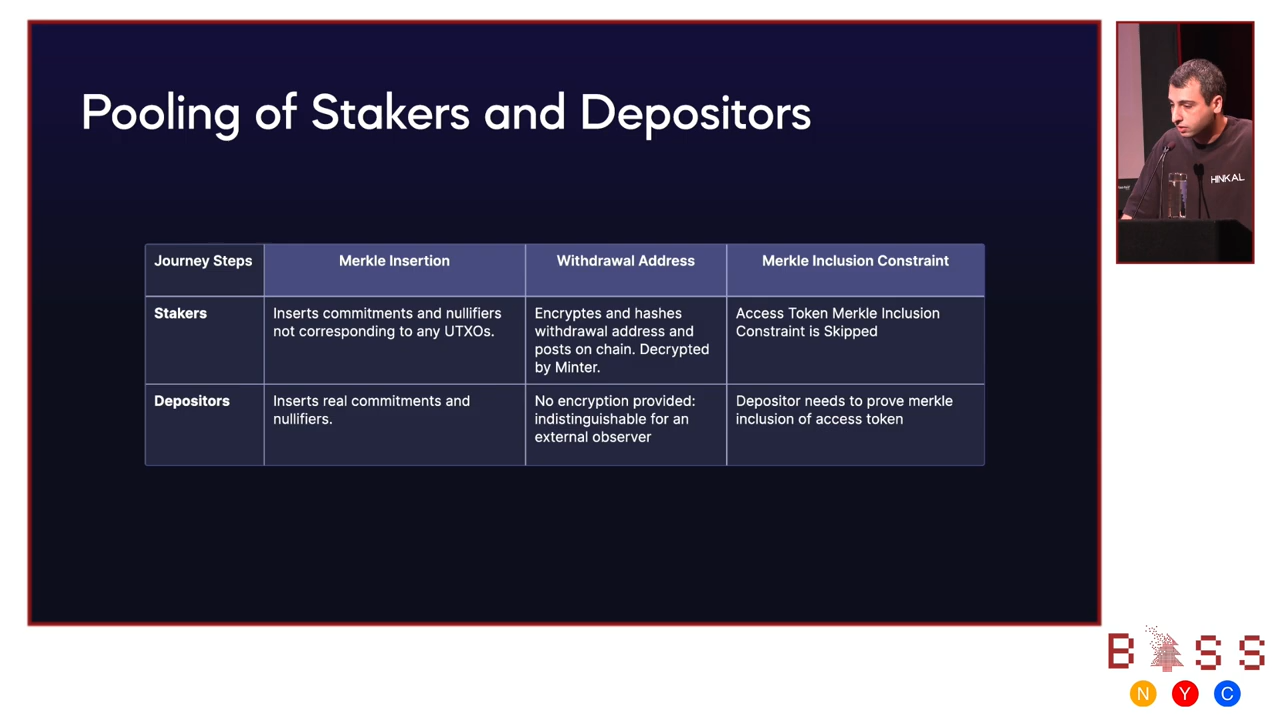 Pooling of Stakers and Depositors
Journey Steps
Merkle Insertion
Withdrawal Address
Merkle Inclusion Constraint
Stakers
Inserts commitments and nullifiers
not corresponding to any UTXOs.
Encryptes and hashes
withdrawal address and
posts on chain. Decrypted
by Minter.
Access Token Merkle Inclusion
Constraint is Skipped
Depositors
Inserts real commitments and
nullifiers.
No encryption provided:
indistinguishable for an
external observer
Depositor needs to prove merkle
inclusion of access token
HINKAL
B A S S
N Y C